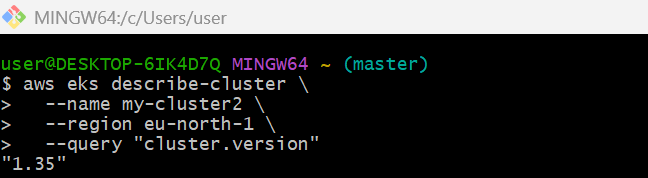 MINGW64:/c/Users/user
user@DESKTOP-6IK4D7Q MINGW64 ~ (master)
$ aws eks describe-cluster \
>   --name my-cluster2 \
>   --region eu-north-1 \
>   --query "cluster.version"
"1.35"